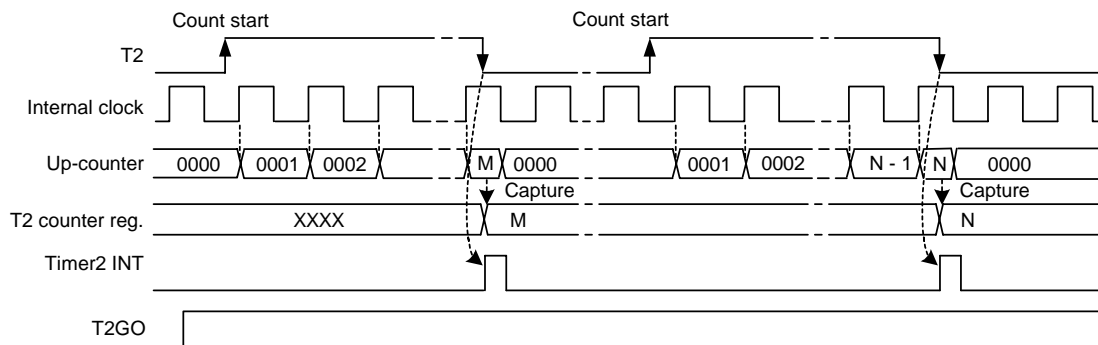 Count start
Count start
T2
Internal clock
Up-counter
0000
0001
0002
M
0000
0001
0002
N - 1
N
0000
Capture
Capture
T2 counter reg.
XXXX
M
N
Timer2 INT
T2GO